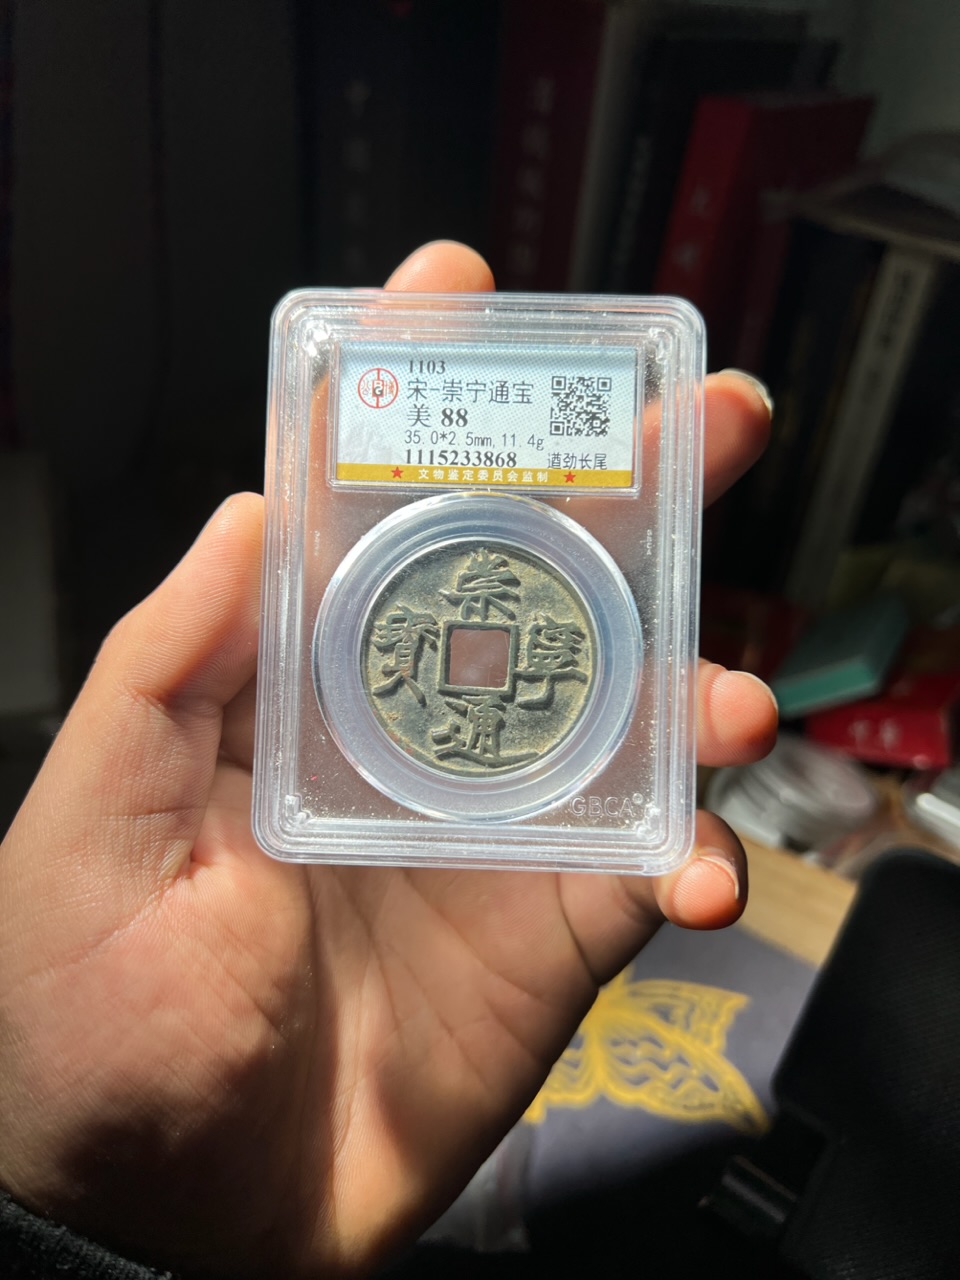 1103
宋-崇宁通宝
美 88
35.0*2.5mm, 11.4g
1115233868 遒劲长尾
★ 文物鉴定委员会监制 ★
崇
寶 寧
通
GBCA